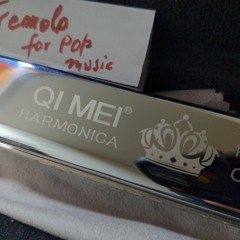 Tremolo
for Pop
music
QI MEI®
HARMONICA